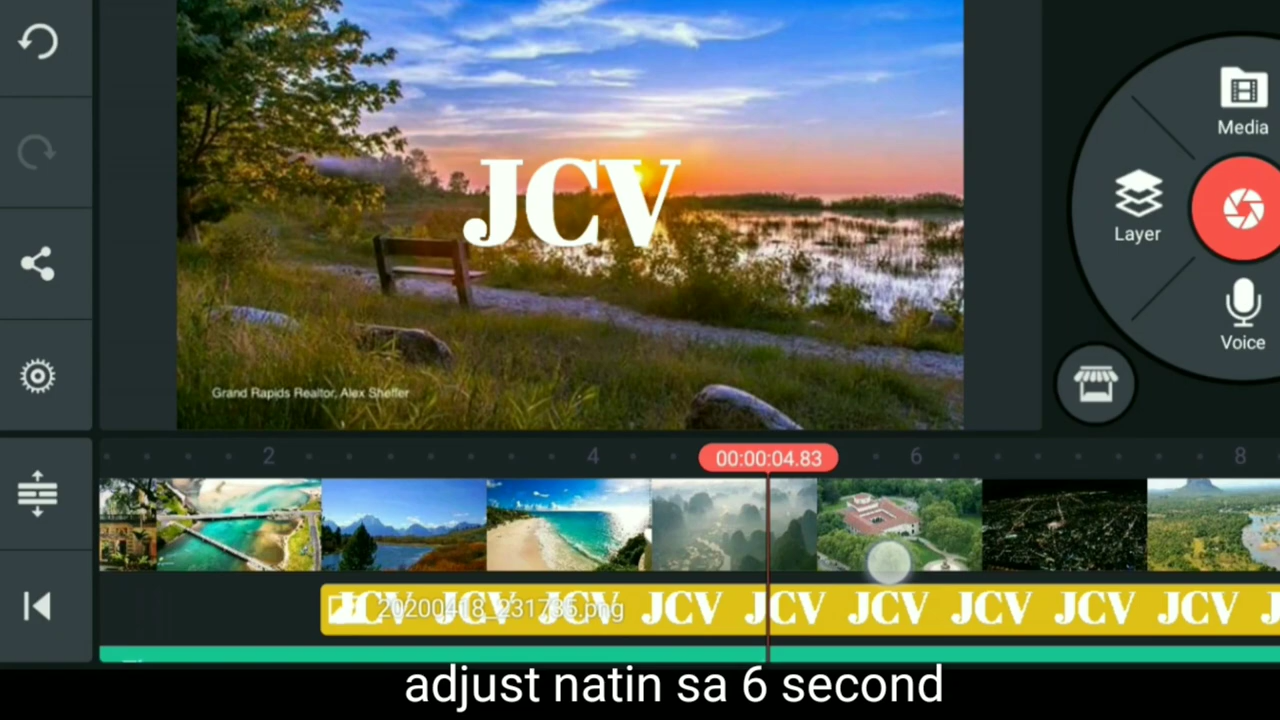 Media
JCV
Layer
Voice
Grand Rapids Realtor, Alex Sheffer
2 4 00:00:04.83 6 8
20200418_231735.png
JCV JCV JCV JCV JCV JCV JCV JCV JCV
adjust natin sa 6 second